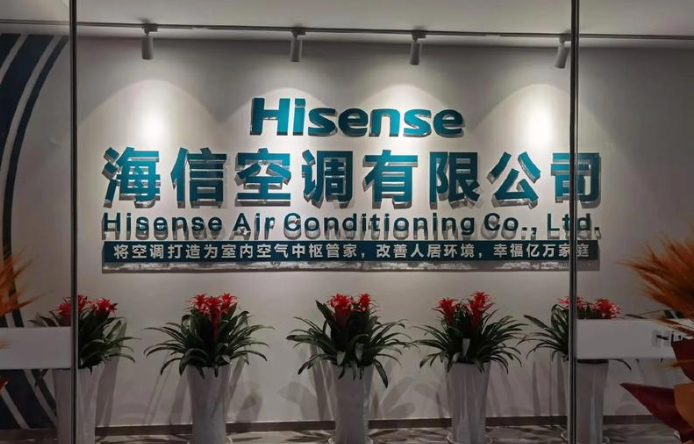 Hisense
海信空调有限公司
Hisense Air Conditioning Co., Ltd.
将空调打造为室内空气中枢管家，改善人居环境，幸福亿万家庭